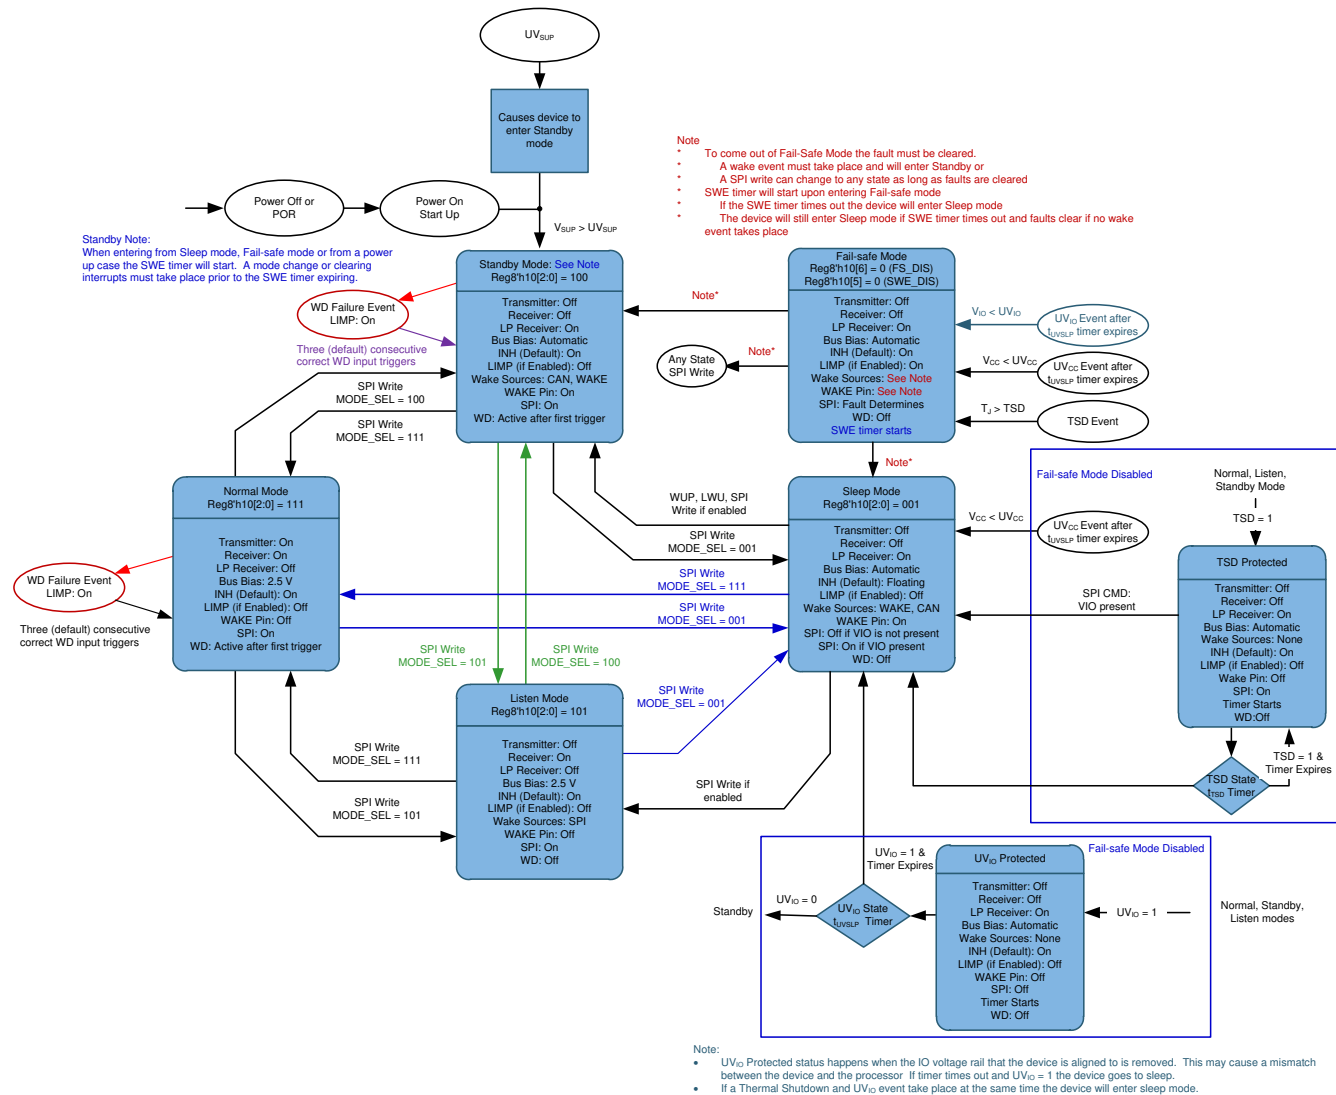 UVSUP
Causes device to
enter Standby
mode
Note
* To come out of Fail-Safe Mode the fault must be cleared.
* A wake event must take place and will enter Standby or
* A SPI write can change to any state as long as faults are cleared
* SWE timer will start upon entering Fail-safe mode
* If the SWE timer times out the device will enter Sleep mode
* The device will still enter Sleep mode if SWE timer times out and faults clear if no wake
event takes place
Power Off or
POR
Power On
Start Up
VSUP > UVSUP
Standby Note:
When entering from Sleep mode, Fail-safe mode or from a power
up case the SWE timer will start. A mode change or clearing
interrupts must take place prior to the SWE timer expiring.
Standby Mode: See Note
Reg8'h10[2:0] = 100
Transmitter: Off
Receiver: Off
LP Receiver: On
Bus Bias: Automatic
INH (Default): On
LIMP (if Enabled): Off
Wake Sources: CAN, WAKE
WAKE Pin: On
SPI: On
WD: Active after first trigger
WD Failure Event
LIMP: On
Three (default) consecutive
correct WD input triggers
SPI Write
MODE_SEL = 100
SPI Write
MODE_SEL = 111
Fail-safe Mode
Reg8'h10[6] = 0 (FS_DIS)
Reg8'h10[5] = 0 (SWE_DIS)
Transmitter: Off
Receiver: Off
LP Receiver: On
Bus Bias: Automatic
INH (Default): On
LIMP (if Enabled): On
Wake Sources: See Note
WAKE Pin: See Note
SPI: Fault Determines
WD: Off
SWE timer starts
Note*
Any State
SPI Write
Note*
VIO < UVIO
UVIO Event after
tUVSLP timer expires
VCC < UVCC
UVCC Event after
tUVSLP timer expires
TJ > TSD
TSD Event
Note*
Normal Mode
Reg8'h10[2:0] = 111
Transmitter: On
Receiver: On
LP Receiver: Off
Bus Bias: 2.5 V
INH (Default): On
LIMP (if Enabled): Off
WAKE Pin: Off
SPI: On
WD: Active after first trigger
WD Failure Event
LIMP: On
Three (default) consecutive
correct WD input triggers
WUP, LWU, SPI
Write if enabled
SPI Write
MODE_SEL = 001
SPI Write
MODE_SEL = 111
SPI Write
MODE_SEL = 001
Sleep Mode
Reg8'h10[2:0] = 001
Transmitter: Off
Receiver: Off
LP Receiver: On
Bus Bias: Automatic
INH (Default): Floating
LIMP (if Enabled): Off
Wake Sources: WAKE, CAN
WAKE Pin: On
SPI: Off if VIO is not present
SPI: On if VIO present
WD: Off
VCC < UVCC
UVCC Event after
tUVSLP timer expires
Fail-safe Mode Disabled
Normal, Listen,
Standby Mode
TSD = 1
TSD Protected
Transmitter: Off
Receiver: Off
LP Receiver: On
Bus Bias: Automatic
Wake Sources: None
INH (Default): On
LIMP (if Enabled): Off
Wake Pin: Off
SPI: On
Timer Starts
WD:Off
SPI CMD:
VIO present
TSD = 1 &
Timer Expires
TSD State
tTSD Timer
SPI Write
MODE_SEL = 101
SPI Write
MODE_SEL = 100
SPI Write
MODE_SEL = 001
Listen Mode
Reg8'h10[2:0] = 101
Transmitter: Off
Receiver: On
LP Receiver: Off
Bus Bias: 2.5 V
INH (Default): On
LIMP (if Enabled): Off
Wake Sources: SPI
WAKE Pin: Off
SPI: On
WD: Off
SPI Write
MODE_SEL = 111
SPI Write
MODE_SEL = 101
SPI Write if
enabled
Fail-safe Mode Disabled
UVIO = 1 &
Timer Expires
UVIO Protected
Transmitter: Off
Receiver: Off
LP Receiver: On
Bus Bias: Automatic
Wake Sources: None
INH (Default): On
LIMP (if Enabled): Off
WAKE Pin: Off
SPI: Off
Timer Starts
WD: Off
UVIO State
tUVSLP Timer
UVIO = 0
Standby
UVIO = 1
Normal, Standby,
Listen modes
Note:
• UVIO Protected status happens when the IO voltage rail that the device is aligned to is removed. This may cause a mismatch
between the device and the processor If timer times out and UVIO = 1 the device goes to sleep.
• If a Thermal Shutdown and UVIO event take place at the same time the device will enter sleep mode.